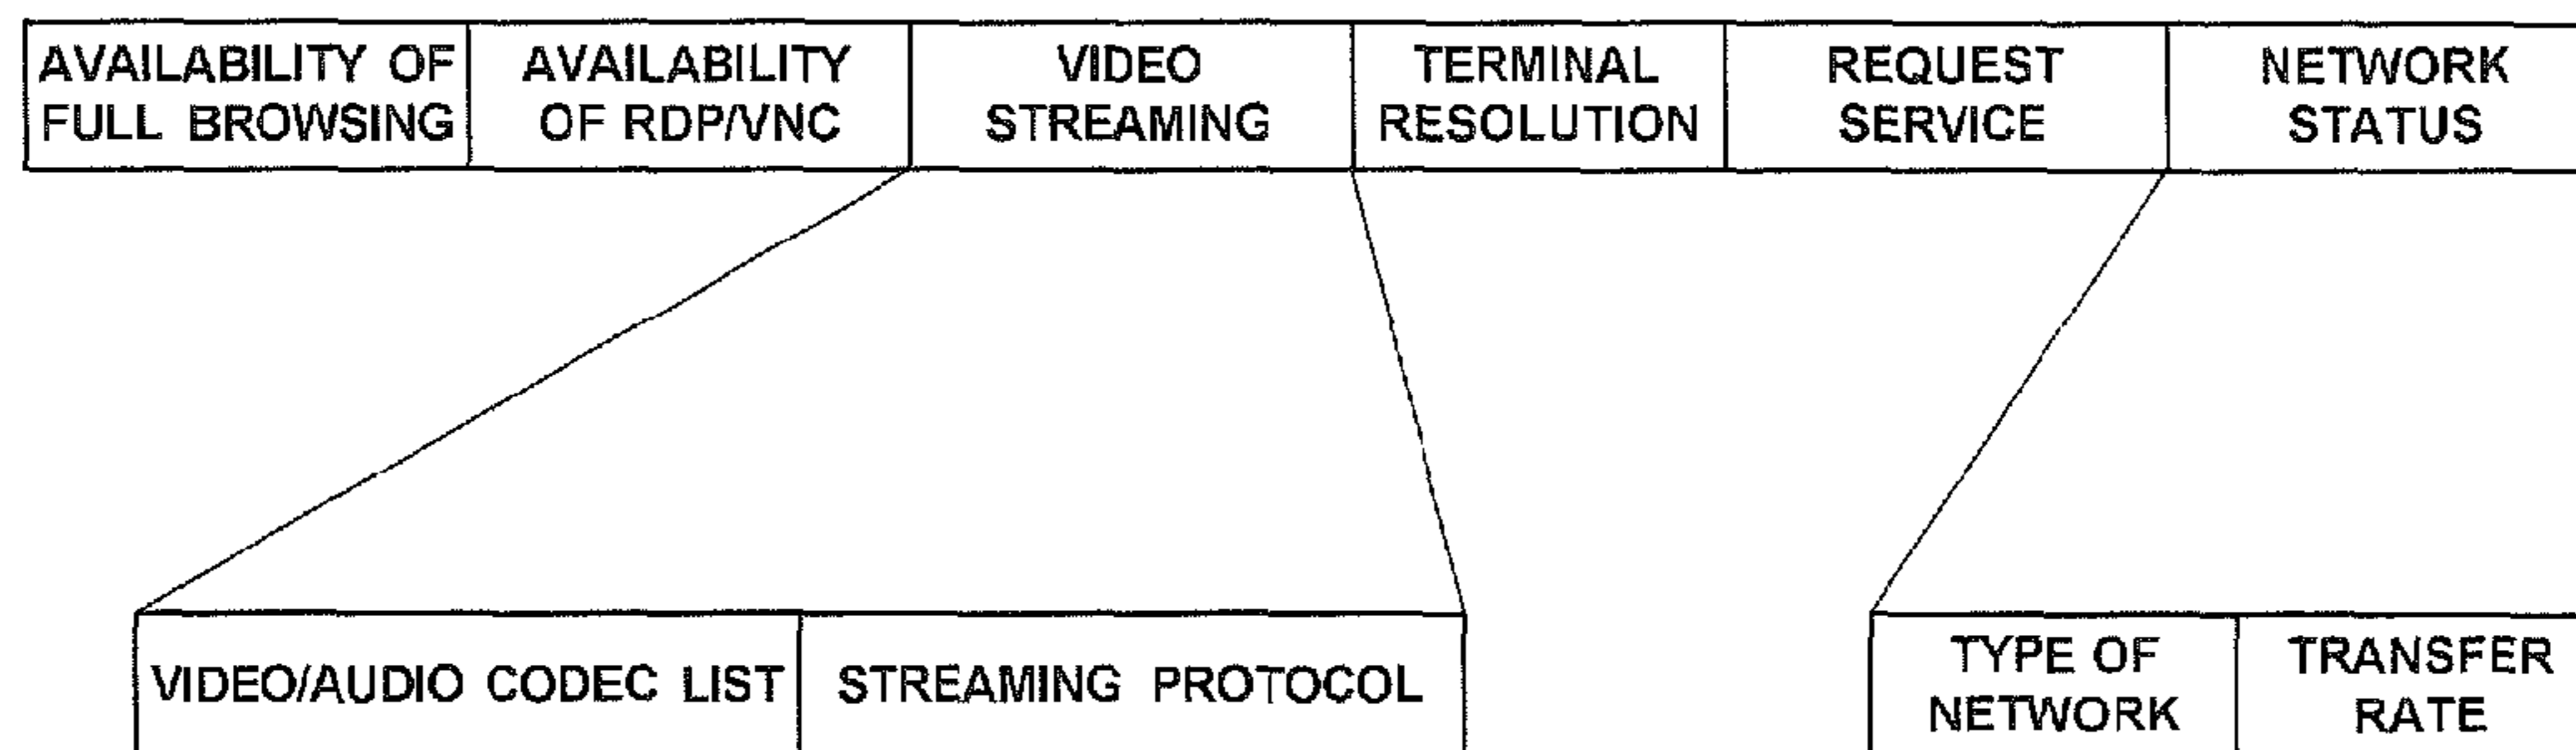 AVAILABILITY OF
FULL BROWSING
AVAILABILITY
OF RDP/VNC
VIDEO
STREAMING
TERMINAL
RESOLUTION
REQUEST
SERVICE
NETWORK
STATUS
VIDEO/AUDIO CODEC LIST
STREAMING PROTOCOL
TYPE OF
NETWORK
TRANSFER
RATE